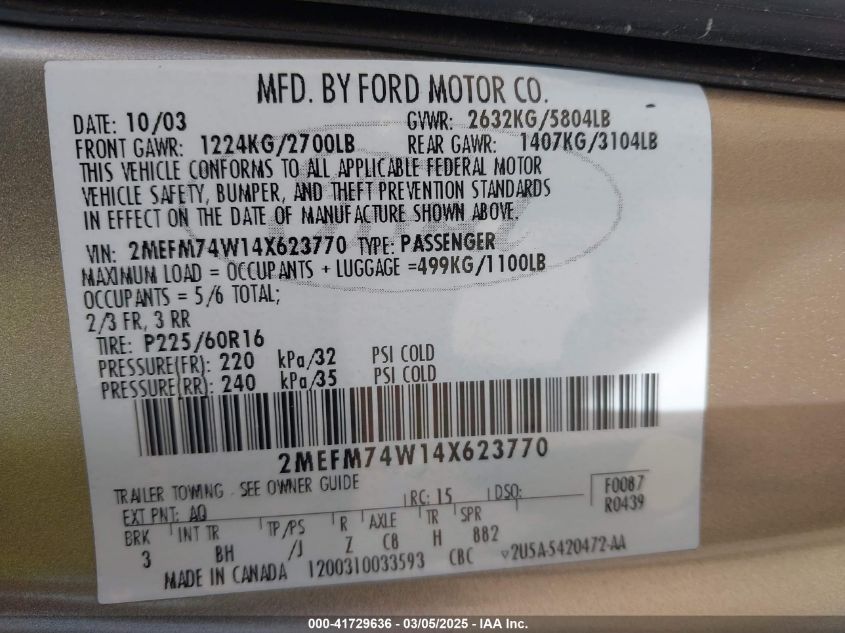 MFD. BY FORD MOTOR CO.
DATE: 10/03 GVWR: 2632KG/5804LB
FRONT GAWR: 1224KG/2700LB REAR GAWR: 1407KG/3104LB
THIS VEHICLE CONFORMS TO ALL APPLICABLE FEDERAL MOTOR
VEHICLE SAFETY, BUMPER, AND THEFT PREVENTION STANDARDS
IN EFFECT ON THE DATE OF MANUFACTURE SHOWN ABOVE.
VIN: 2MEFM74W14X623770 TYPE: PASSENGER
MAXIMUM LOAD = OCCUPANTS + LUGGAGE =499KG/1100LB
OCCUPANTS = 5/6 TOTAL;
2/3 FR, 3 RR
TIRE: P225/60R16
PRESSURE(FR): 220 kPa/32 PSI COLD
PRESSURE(RR): 240 kPa/35 PSI COLD
2MEFM74W14X623770
TRAILER TOWING - SEE OWNER GUIDE
EXT PNT: AQ RC: 15 DSO: F0087
R0439
BRK INT TR TP/PS R AXLE TR SPR
3 BH /J Z C8 H 882
MADE IN CANADA 1200310033593 CBC ▽2U5A-5420472-AA
000-41729636 - 03/05/2025 - IAA Inc.